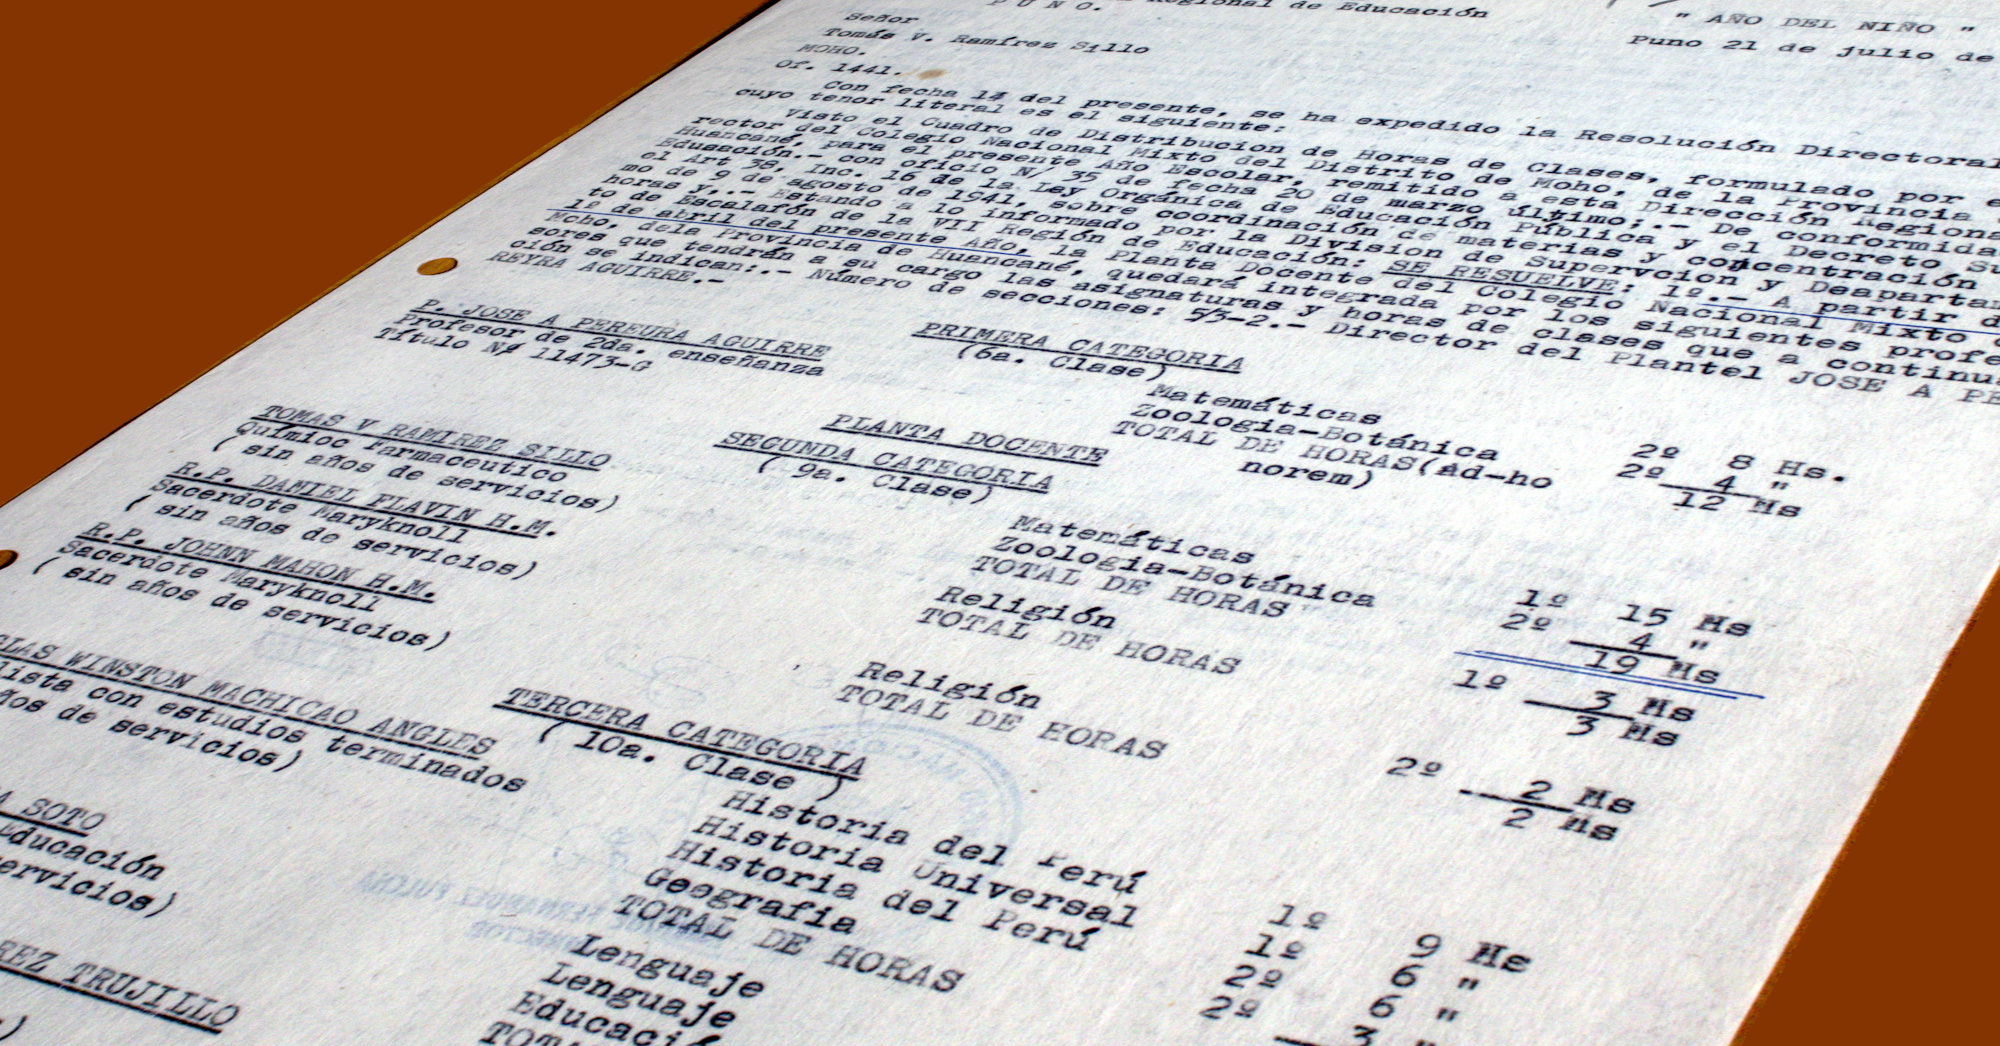 Regional de Educación
P U N O.
" AÑO DEL NIÑO "
Puno 21 de julio de
Señor
Tomás V. Ramírez Sillo
MOHO.
Of. 1441.
Con fecha 17 del presente, se ha expedido la Resolución Directoral
cuyo tenor literal es el siguiente:
Visto el Cuadro de Distribucion de Horas de Clases, formulado por e
rector del Colegio Nacional Mixto del Distrito de Moho, de la Provincia
Huancané, para el presente Año Escolar, remitido a esta Dirección Regiona
Edusación.- con oficio N/ 35 de fecha 20 de marzo último;.- De conformida
el Art 38, Inc. 16 de la Ley Orgánica de Educación Pública y el Decreto Su
mo de 9 de agosto de 1941, sobre coordinación de materias y concentración
horas y,.- Estando a lo informado por la Division de Supervcion y Deaparta
to de Escalafón de la VII Región de Educación: SE RESUELVE: 1º.- A partir d
1º de abril del presente Año, la Planta Docente del Colegio Nacional Mixto
Moho, dela Provincia de Huancané, quedará integrada por los siguientes profe
sores que tendrán a su cargo las asignaturas y horas de clases que a continua
ción se indican:.- Número de secciones: 5/5-2.- Director del Plantel JOSE A PE
REYRA AGUIRRE.-
PRIMERA CATEGORIA
(6a. Clase)
P. JOSE A PEREURA AGUIRRE
Profesor de 2da. enseñanza
Título Nº 11473-G
Matemáticas 2º 8 Hs.
Zoologia-Botánica 2º 4 "
TOTAL DE HORAS(ad-ho 12 Hs
norem)
PLANTA DOCENTE
SEGUNDA CATEGORIA
( 9a. Clase)
TOMAS V RAMIREZ SILLO
Químioc Farmaceutico
( sin años de servicios)
Matemáticas 1º 15 Hs
Zoologia-Botánica 2º 4 "
TOTAL DE HORAS 19 Hs
R.P. DANIEL FLAVIN H.M.
Sacerdote Maryknoll
( sin años de servicios)
Religión 1º 3 Hs
TOTAL DE HORAS 3 Hs
R.P. JOHNN MAHON H.M.
Sacerdote Maryknoll
( sin años de servicios)
Religión 2º 2 Hs
TOTAL DE HORAS 2 Hs
TERCERA CATEGORIA
( 10a. Clase )
GLAS WINSTON MACHICAO ANGLES
lista con estudios terminados
ños de servicios)
Historia del Perú 1º 9 Hs
Historia Universal 1º 6 "
Historia del Perú 2º 6 "
Geografia 2º 3 "
TOTAL DE HORAS
A SOTO
educación
ervicios)
Lenguaje
Lenguaje
Educació
TOTA
REZ TRUJILLO